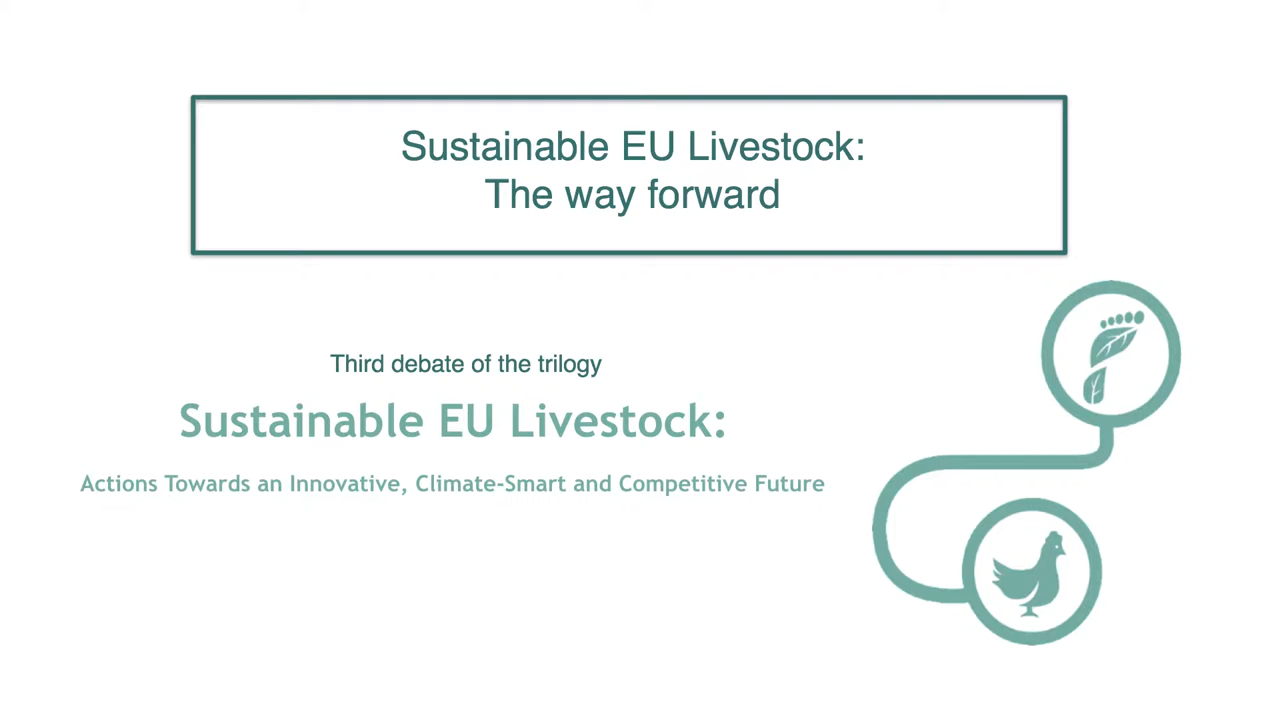 Sustainable EU Livestock:
The way forward
Third debate of the trilogy
Sustainable EU Livestock:
Actions Towards an Innovative, Climate-Smart and Competitive Future